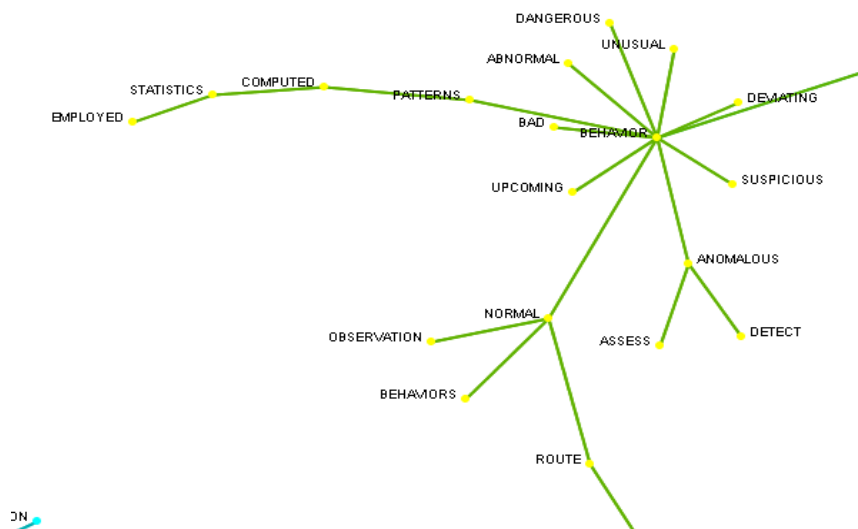 DANGEROUS
UNUSUAL
ABNORMAL
COMPUTED
STATISTICS
PATTERNS
DEVIATING
EMPLOYED
BAD
BEHAVIOR
SUSPICIOUS
UPCOMING
ANOMALOUS
NORMAL
OBSERVATION
ASSESS
DETECT
BEHAVIORS
ROUTE
ON